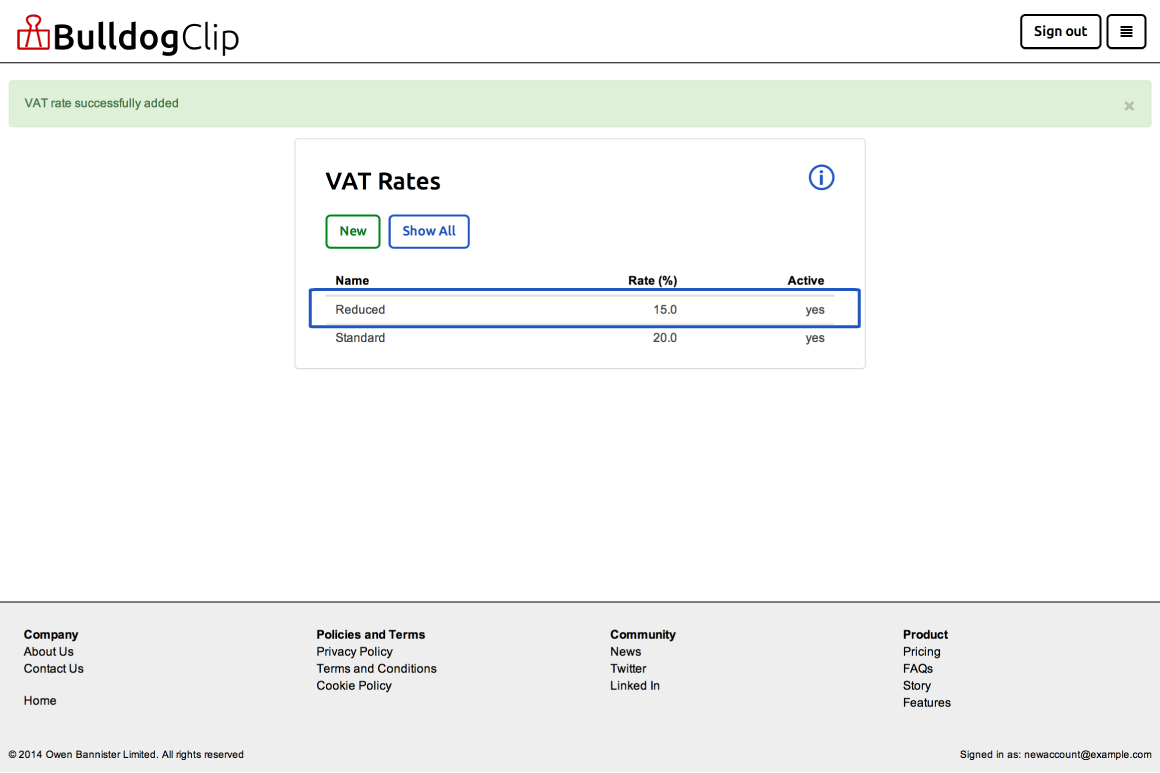 BulldogClip
Sign out
VAT rate successfully added
×
VAT Rates
New Show All
Name Rate (%) Active
Reduced 15.0 yes
Standard 20.0 yes
Company Policies and Terms Community Product
About Us Privacy Policy News Pricing
Contact Us Terms and Conditions Twitter FAQs
Cookie Policy Linked In Story
Home Features
© 2014 Owen Bannister Limited. All rights reserved Signed in as: newaccount@example.com